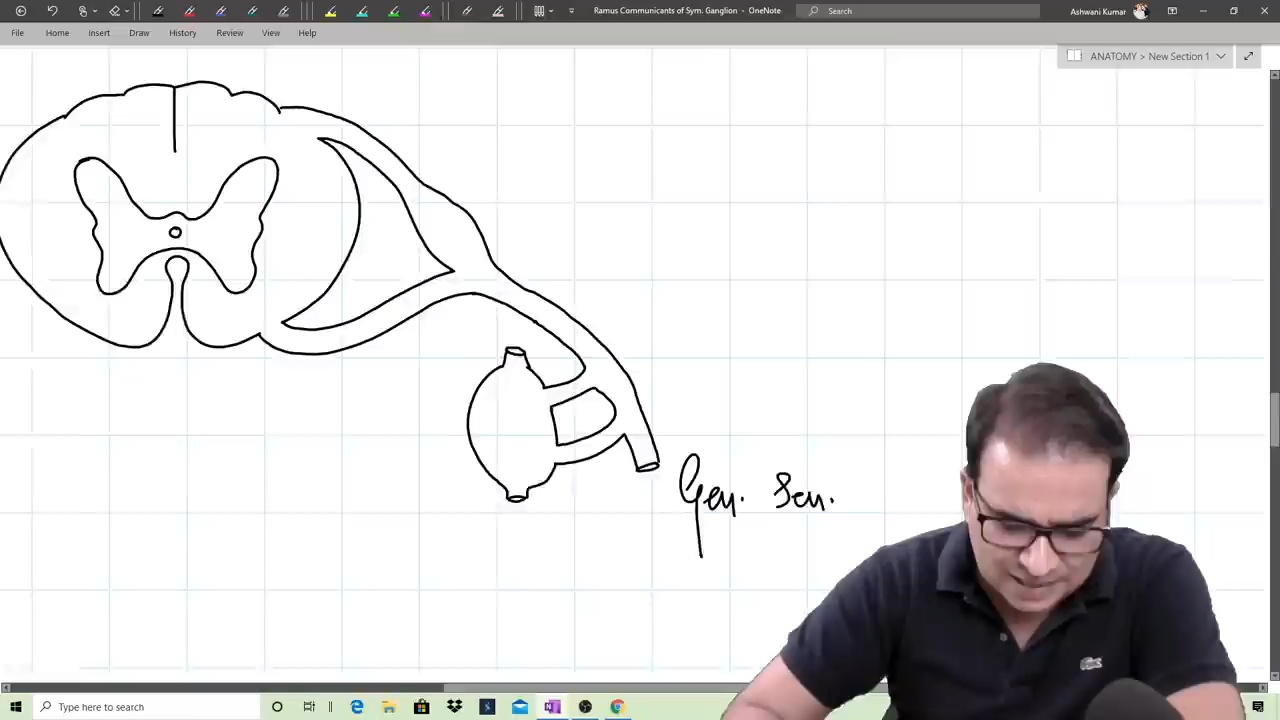 Ramus Communicants of Sym. Ganglion - OneNote
Search
Ashwani Kumar
File Home Insert Draw History Review View Help
ANATOMY > New Section 1
Gen. Sen.
Type here to search